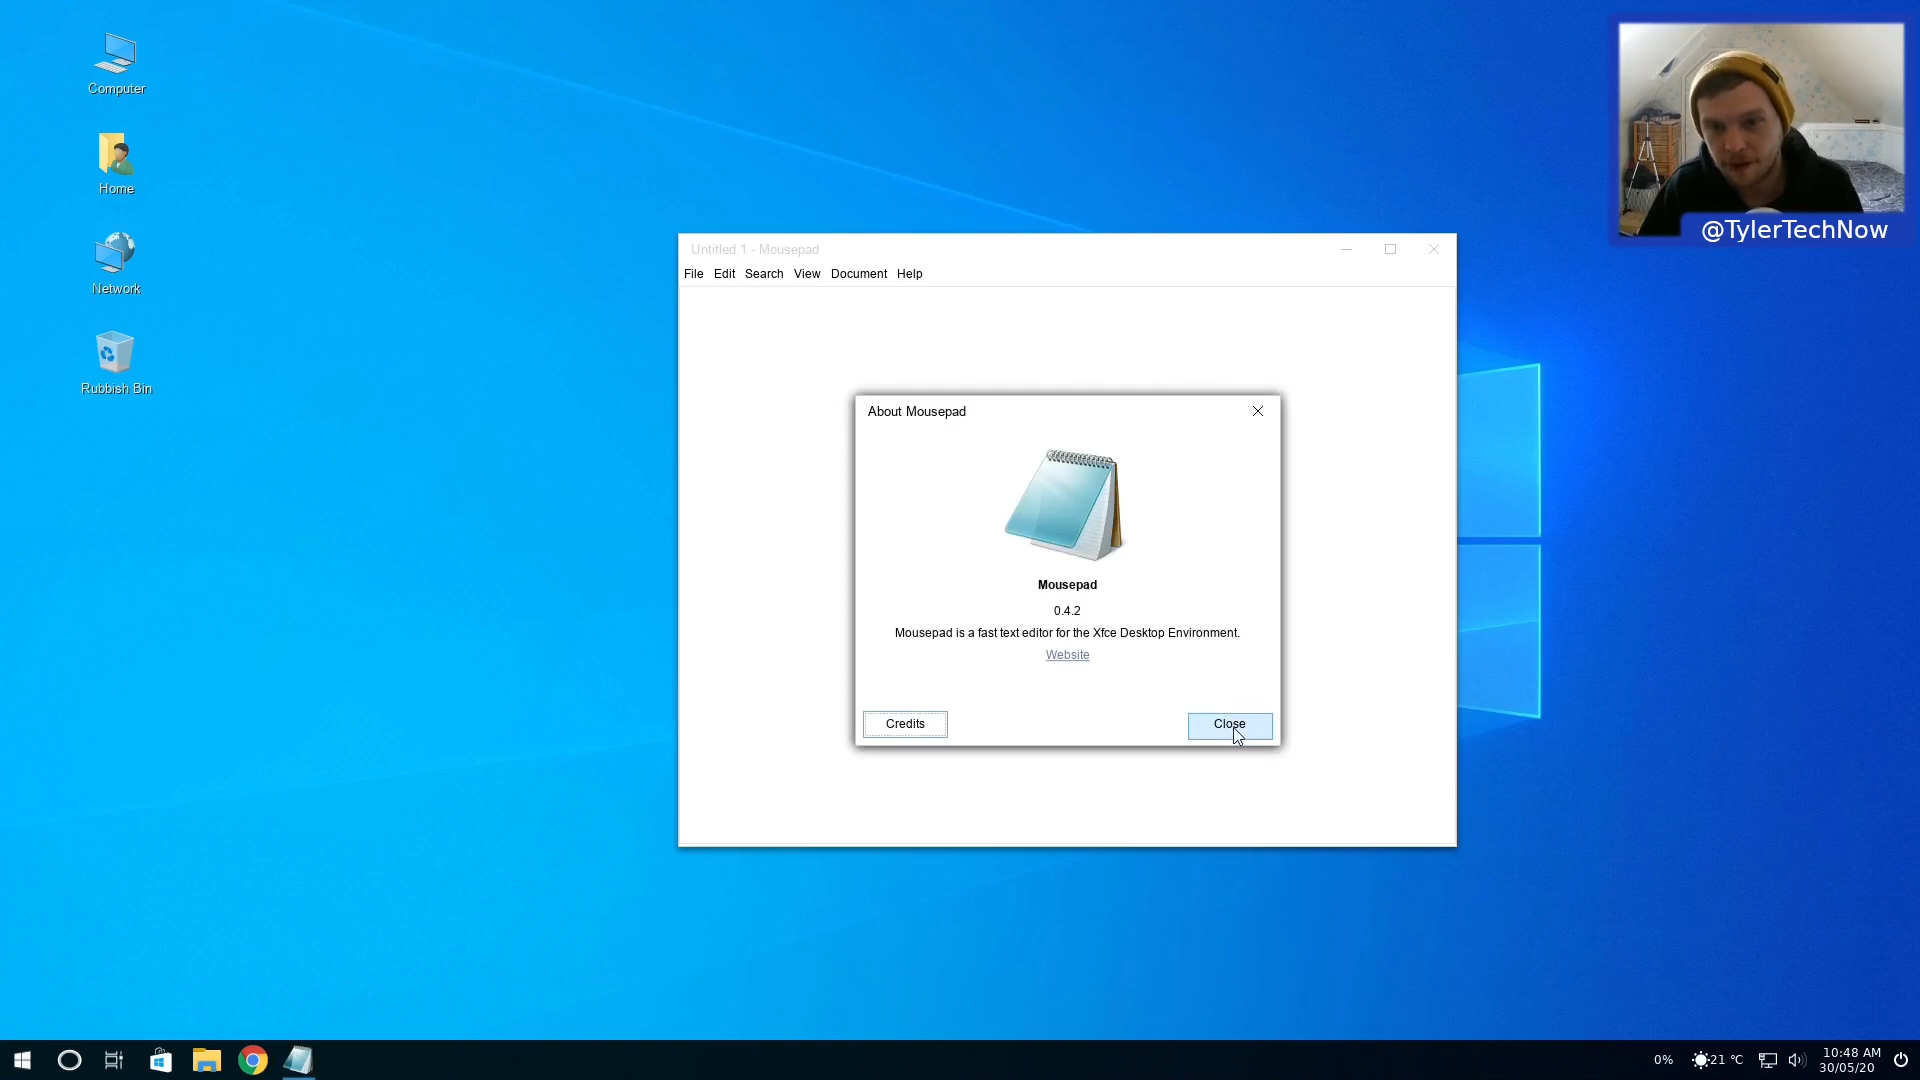 Computer
Home
Network
Rubbish Bin
@TylerTechNow
Untitled 1 - Mousepad
File Edit Search View Document Help
About Mousepad
Mousepad
0.4.2
Mousepad is a fast text editor for the Xfce Desktop Environment.
Website
Credits
Close
0%
21 °C
10:48 AM
30/05/20